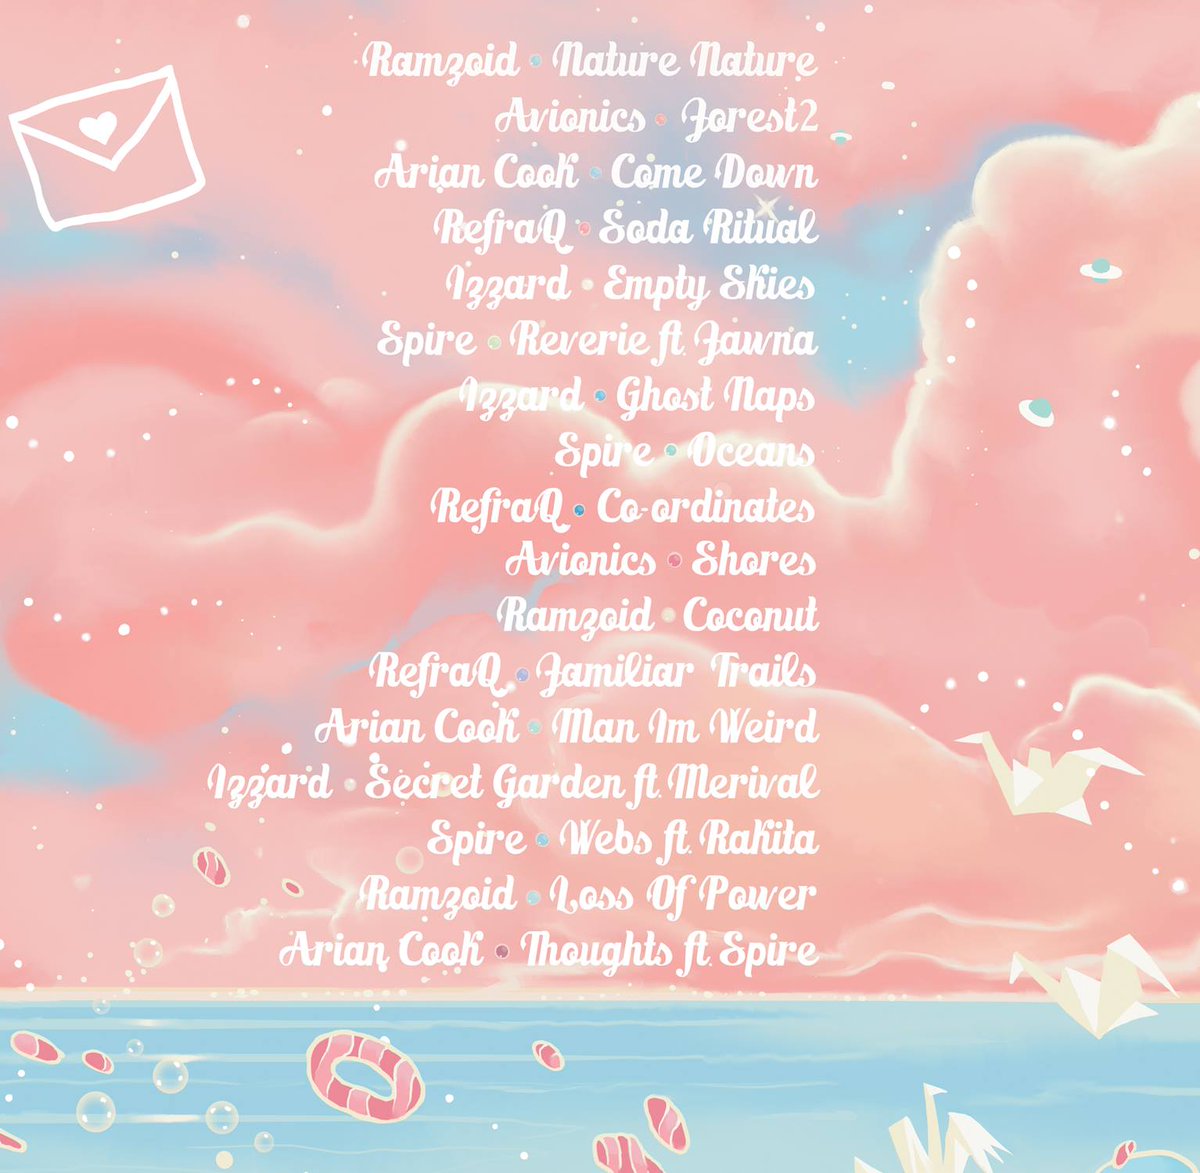 Ramzoid • Nature Nature
Avionics • Forest2
Arian Cook • Come Down
RefraQ • Soda Ritual
Izzard • Empty Skies
Spire • Reverie ft. Fawna
Izzard • Ghost Naps
Spire • Oceans
RefraQ • Co-ordinates
Avionics • Shores
Ramzoid • Coconut
RefraQ • Familiar Trails
Arian Cook • Man Im Weird
Izzard • Secret Garden ft. Merival
Spire • Webs ft. Rakita
Ramzoid • Loss Of Power
Arian Cook • Thoughts ft. Spire